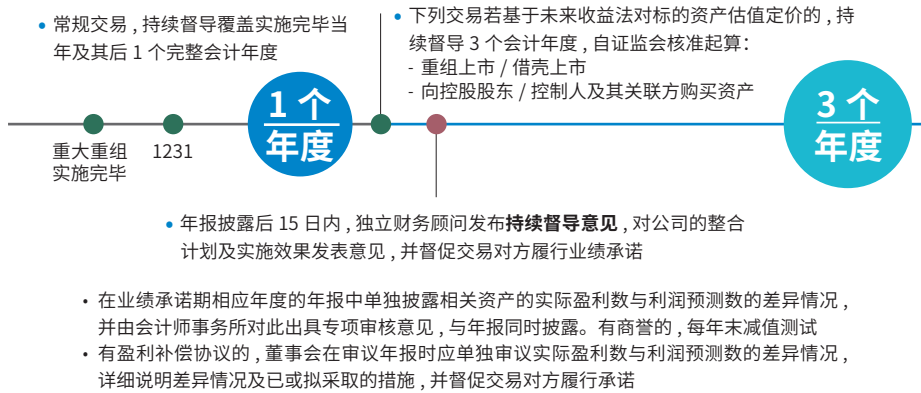 • 常规交易 , 持续督导覆盖实施完毕当
年及其后 1 个完整会计年度
• 下列交易若基于未来收益法对标的资产估值定价的 , 持
续督导 3 个会计年度 , 自证监会核准起算：
- 重组上市 / 借壳上市
- 向控股股东 / 控制人及其关联方购买资产
重大重组
实施完毕
1231
1 个
年度
3 个
年度
• 年报披露后 15 日内 , 独立财务顾问发布持续督导意见 , 对公司的整合
计划及实施效果发表意见 , 并督促交易对方履行业绩承诺
• 在业绩承诺期相应年度的年报中单独披露相关资产的实际盈利数与利润预测数的差异情况 ,
并由会计师事务所对此出具专项审核意见 , 与年报同时披露。有商誉的 , 每年末减值测试
• 有盈利补偿协议的 , 董事会在审议年报时应单独审议实际盈利数与利润预测数的差异情况 ,
详细说明差异情况及已或拟采取的措施 , 并督促交易对方履行承诺